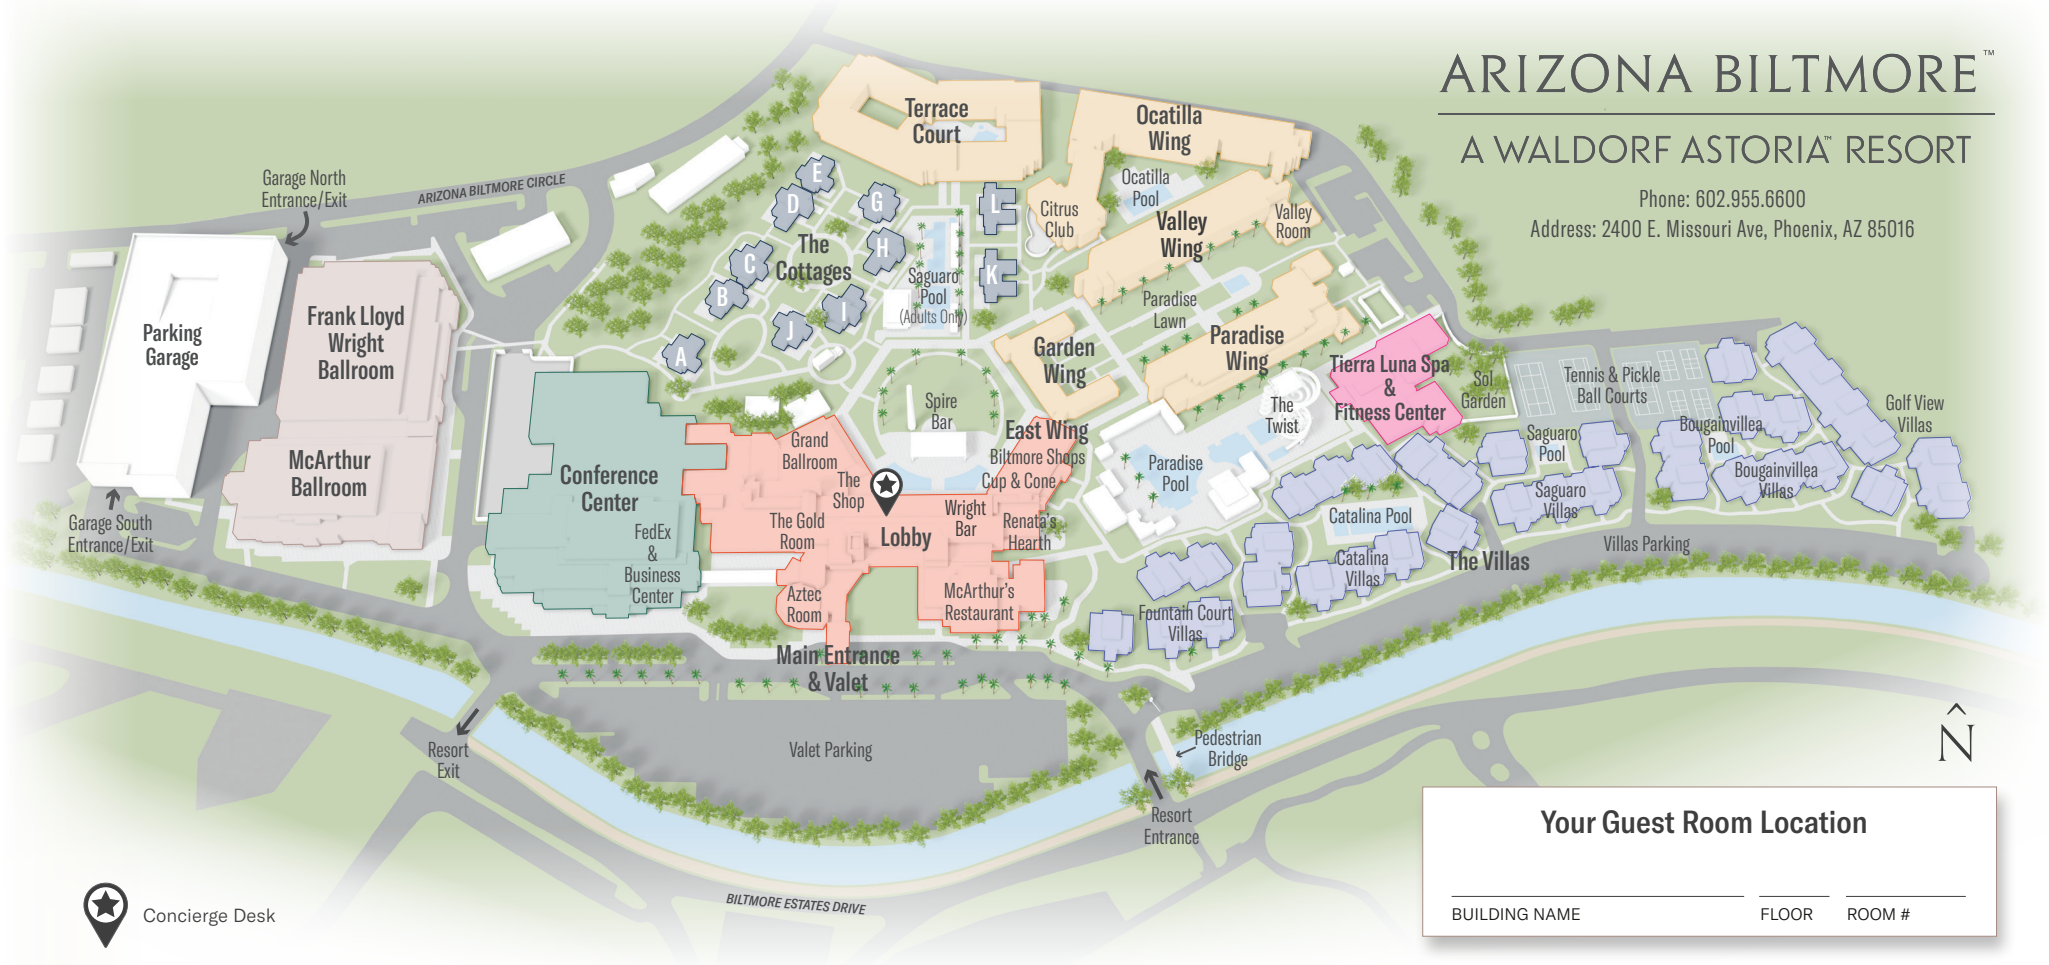 ARIZONA BILTMORE™
A WALDORF ASTORIA™ RESORT
Phone: 602.955.6600
Address: 2400 E. Missouri Ave, Phoenix, AZ 85016
Garage North
Entrance/Exit
ARIZONA BILTMORE CIRCLE
Parking
Garage
Frank Lloyd
Wright
Ballroom
McArthur
Ballroom
Garage South
Entrance/Exit
Terrace
Court
Ocatilla
Wing
Ocatilla
Pool
Citrus
Club
Valley
Wing
Valley
Room
E
D
G
L
The
Cottages
H
C
K
B
I
J
A
Saguaro
Pool
(Adults Only)
Paradise
Lawn
Paradise
Wing
Garden
Wing
Tierra Luna Spa
&
Fitness Center
Sol
Garden
Tennis & Pickle
Ball Courts
The
Twist
Spire
Bar
East Wing
Biltmore Shops
Cup & Cone
Grand
Ballroom
The
Shop
Conference
Center
FedEx
&
Business
Center
The Gold
Room
Lobby
Wright
Bar
Renata's
Hearth
Aztec
Room
McArthur's
Restaurant
Main Entrance
& Valet
Paradise
Pool
Catalina Pool
Catalina
Villas
The Villas
Fountain Court
Villas
Saguaro
Pool
Saguaro
Villas
Bougainvillea
Pool
Bougainvillea
Villas
Golf View
Villas
Villas Parking
Valet Parking
Resort
Exit
Pedestrian
Bridge
Resort
Entrance
BILTMORE ESTATES DRIVE
N
Concierge Desk
Your Guest Room Location
BUILDING NAME FLOOR ROOM #